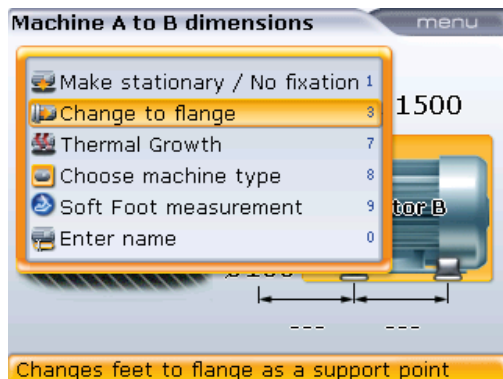 Machine A to B dimensions menu
Make stationary / No fixation 1
Change to flange 3
1500
Thermal Growth 7
Choose machine type 8
Soft Foot measurement 9
tor B
Enter name 0
--- ---
Changes feet to flange as a support point